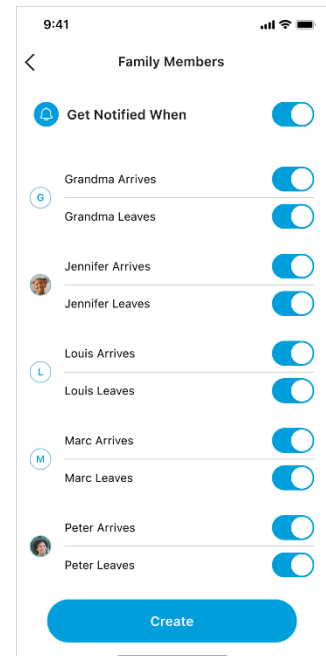 9:41
Family Members
Get Notified When
Grandma Arrives
G
Grandma Leaves
Jennifer Arrives
Jennifer Leaves
Louis Arrives
L
Louis Leaves
Marc Arrives
M
Marc Leaves
Peter Arrives
Peter Leaves
Create